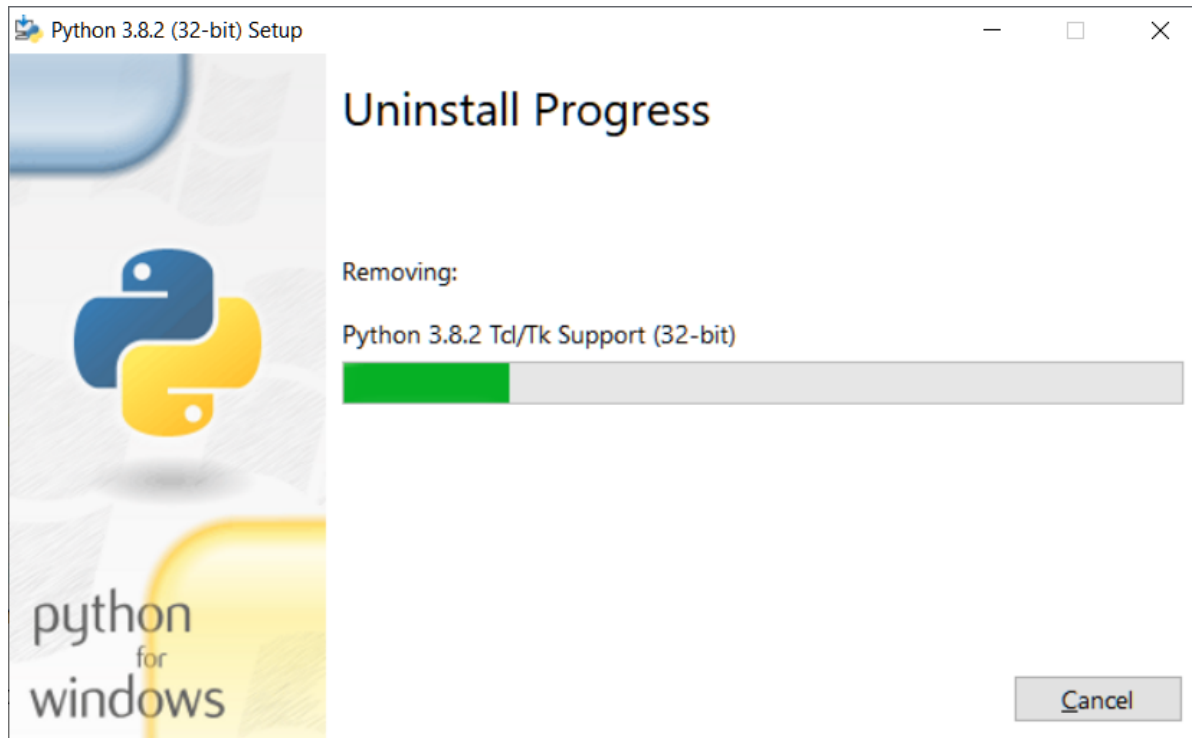 Python 3.8.2 (32-bit) Setup
Uninstall Progress
Removing:
Python 3.8.2 Tcl/Tk Support (32-bit)
python
for
windows
Cancel